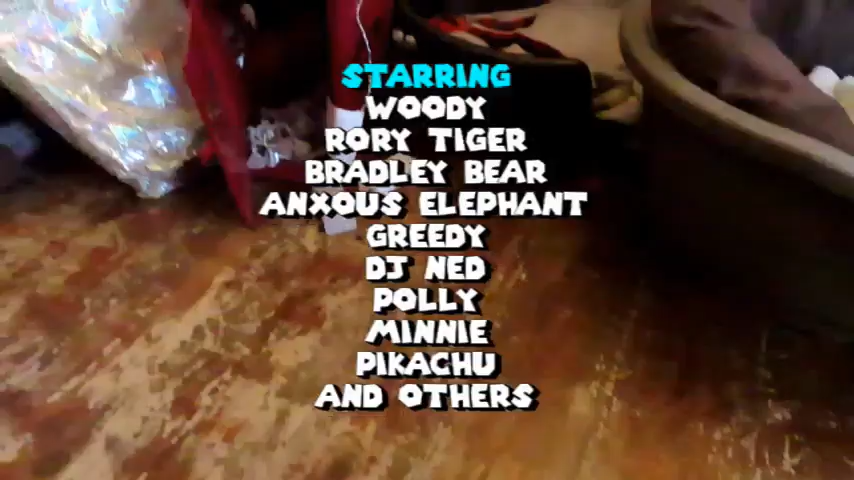 STARRING
WOODY
RORY TIGER
BRADLEY BEAR
ANXOUS ELEPHANT
GREEDY
DJ NED
POLLY
MINNIE
PIKACHU
AND OTHERS